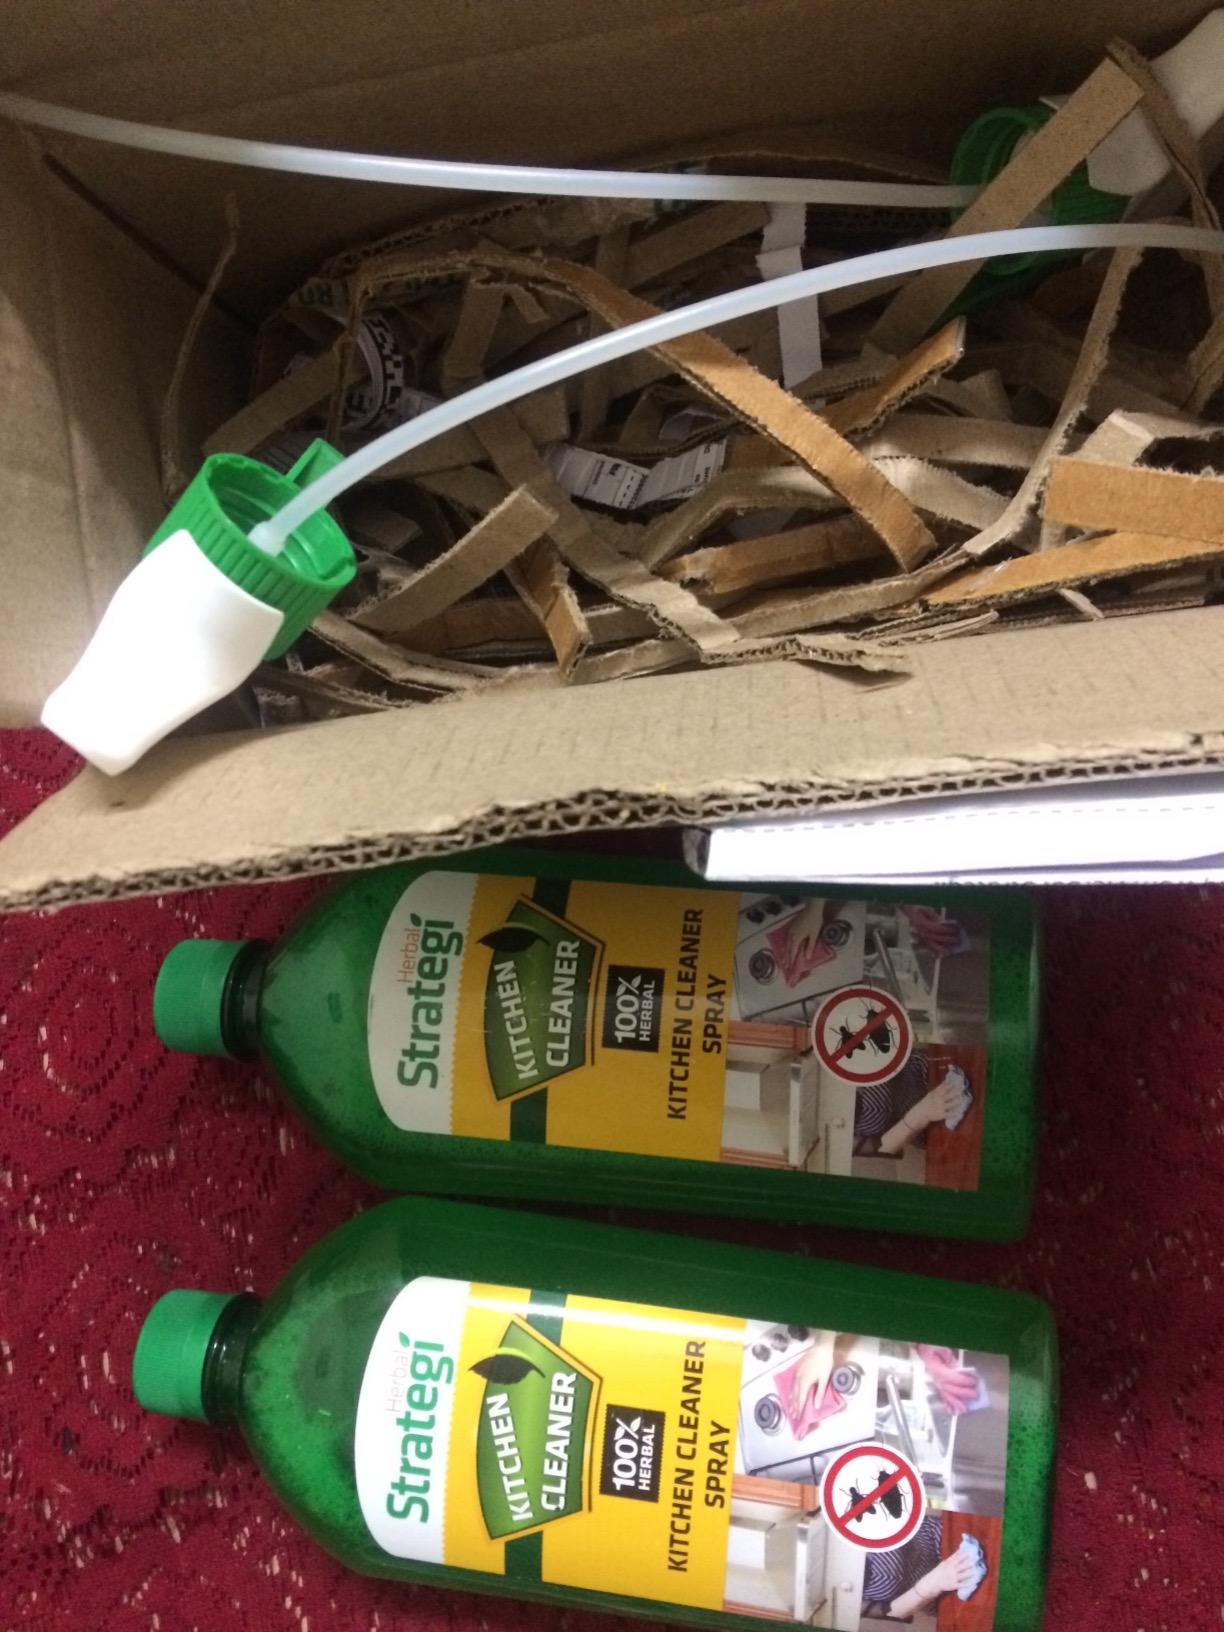 Herbal
Strategi
KITCHEN
CLEANER
100%
HERBAL
KITCHEN CLEANER
SPRAY
Herbal
Strategi
KITCHEN
CLEANER
100%
HERBAL
KITCHEN CLEANER
SPRAY